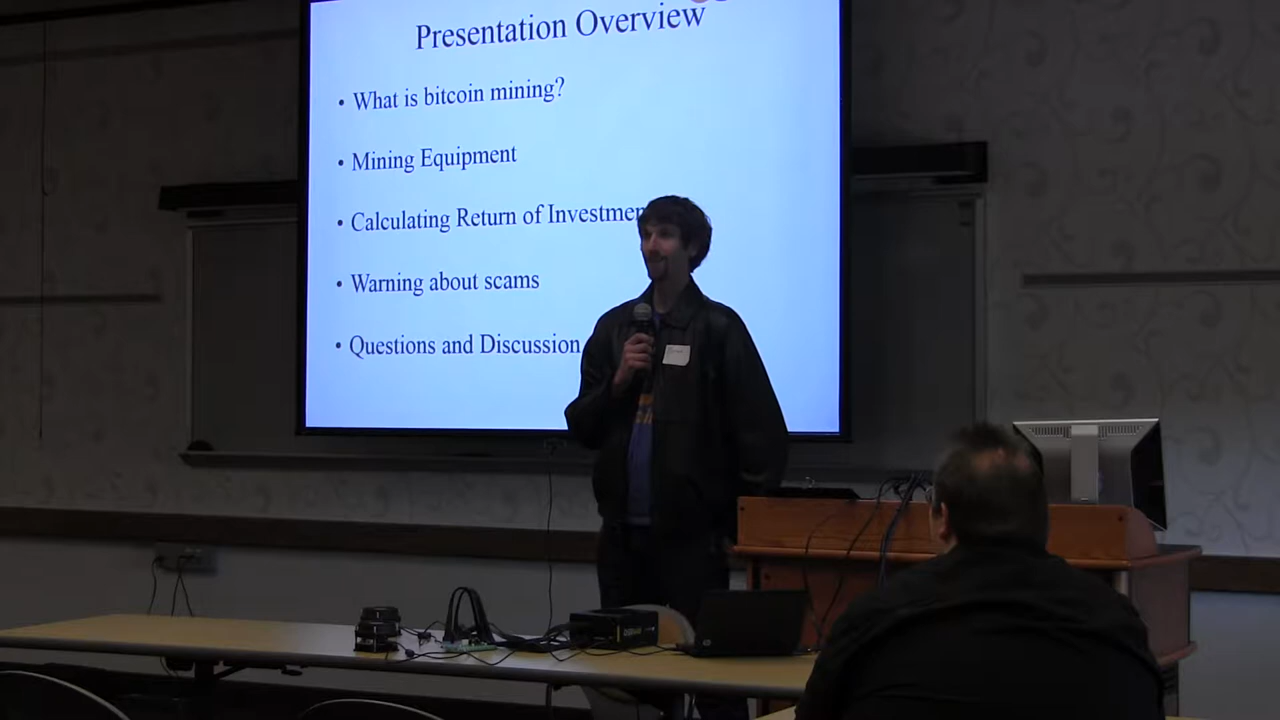 Presentation Overview
• What is bitcoin mining?
• Mining Equipment
• Calculating Return of Investmen
• Warning about scams
• Questions and Discussion